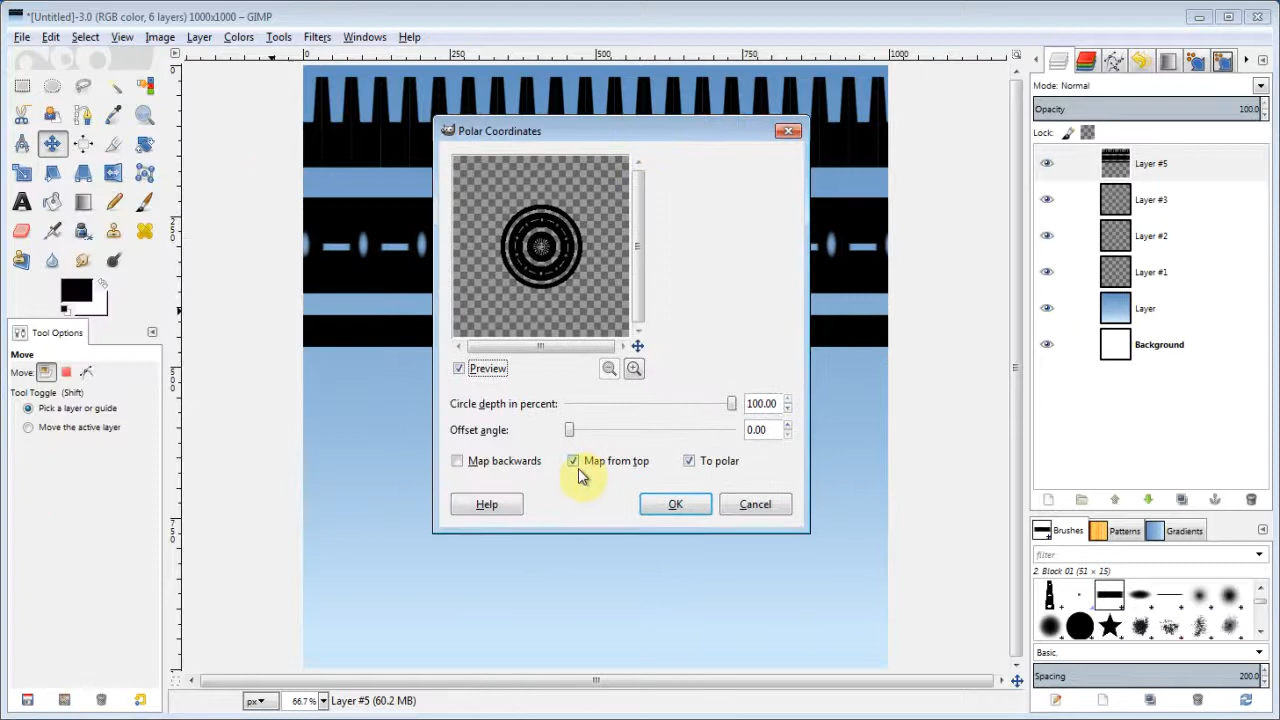 *[Untitled]-3.0 (RGB color, 6 layers) 1000x1000 – GIMP
File Edit Select View Image Layer Colors Tools Filters Windows Help
0 250 500 750 1000
Mode: Normal
Opacity 100.0
Lock:
Polar Coordinates
Layer #5
Layer #3
Layer #2
Layer #1
Layer
Background
Tool Options
Move
Move:
Tool Toggle (Shift)
Pick a layer or guide
Move the active layer
Preview
Circle depth in percent: 100.00
Offset angle: 0.00
Map backwards Map from top To polar
Help OK Cancel
Brushes Patterns Gradients
filter
2. Block 01 (51 × 15)
Basic,
Spacing 200.0
px 66.7% Layer #5 (60.2 MB)